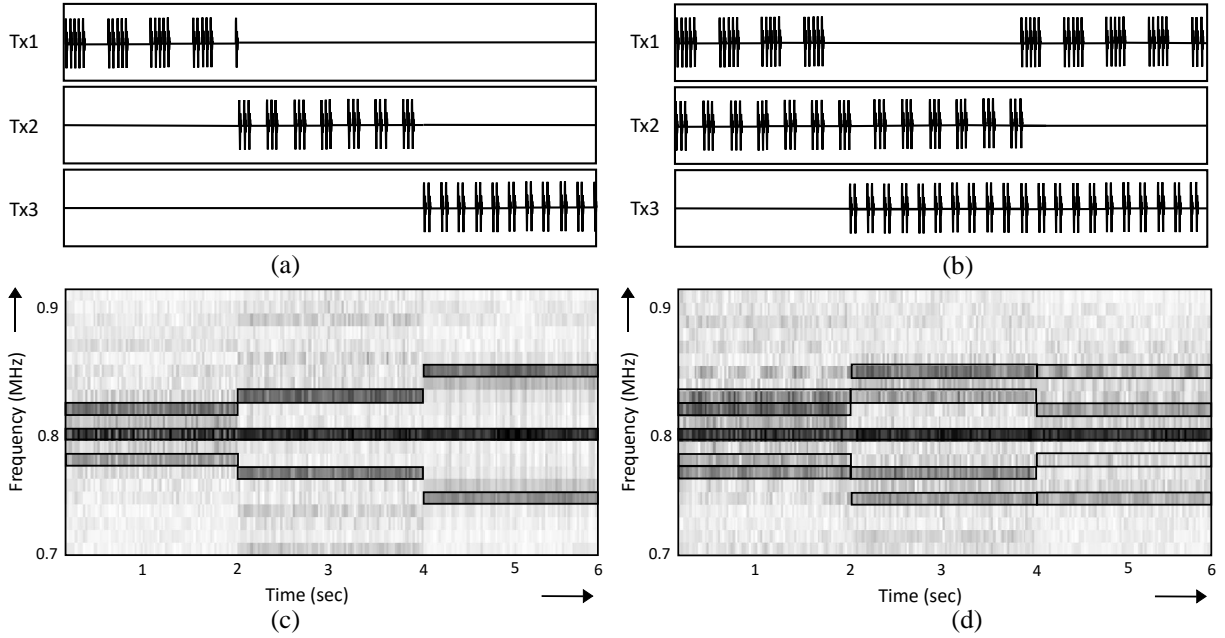 Tx1
Tx2
Tx3
(a)
Tx1
Tx2
Tx3
(b)
Frequency (MHz)
0.9
0.8
0.7
1 2 3 4 5 6
Time (sec)
(c)
Frequency (MHz)
0.9
0.8
0.7
1 2 3 4 5 6
Time (sec)
(d)